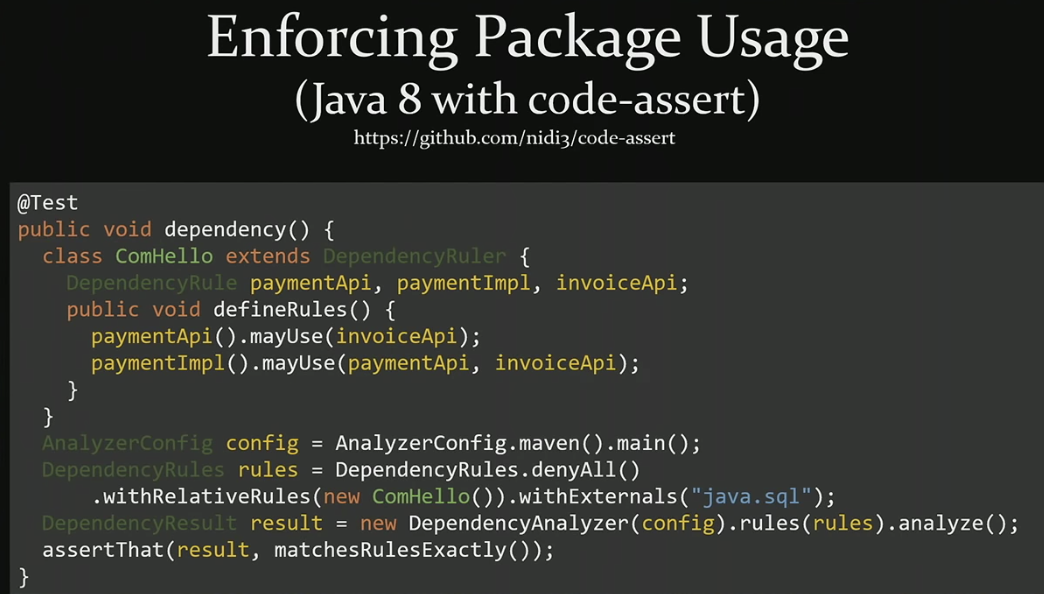 Enforcing Package Usage
(Java 8 with code-assert)
https://github.com/nidi3/code-assert
@Test
public void dependency() {
  class ComHello extends DependencyRuler {
    DependencyRule paymentApi, paymentImpl, invoiceApi;
    public void defineRules() {
      paymentApi().mayUse(invoiceApi);
      paymentImpl().mayUse(paymentApi, invoiceApi);
    }
  }
  AnalyzerConfig config = AnalyzerConfig.maven().main();
  DependencyRules rules = DependencyRules.denyAll()
      .withRelativeRules(new ComHello()).withExternals("java.sql");
  DependencyResult result = new DependencyAnalyzer(config).rules(rules).analyze();
  assertThat(result, matchesRulesExactly());
}